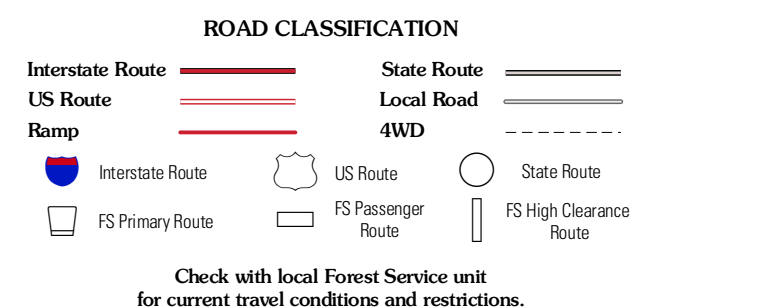 ROAD CLASSIFICATION
Interstate Route State Route
US Route Local Road
Ramp 4WD
Interstate Route US Route State Route
FS Primary Route
FS Passenger
Route
FS High Clearance
Route
Check with local Forest Service unit
for current travel conditions and restrictions.